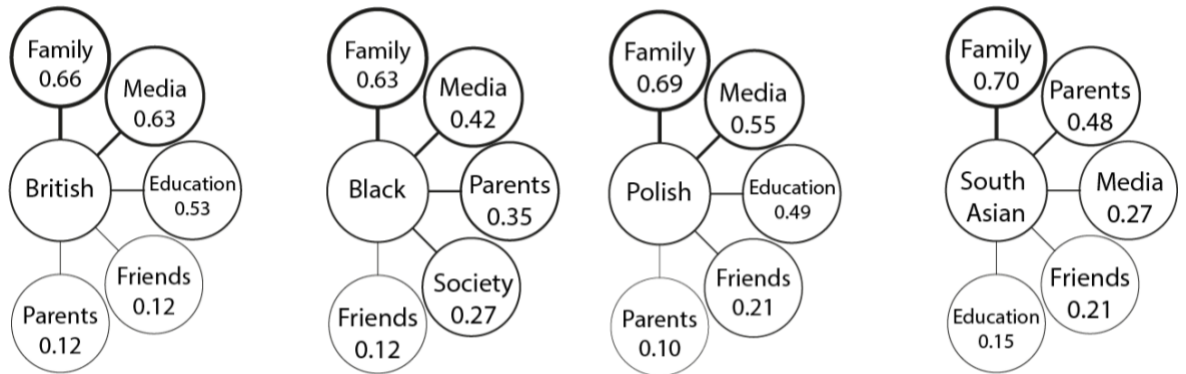 Family
0.66
Media
0.63
British
Education
0.53
Friends
0.12
Parents
0.12
Family
0.63
Media
0.42
Black
Parents
0.35
Society
0.27
Friends
0.12
Family
0.69
Media
0.55
Polish
Education
0.49
Friends
0.21
Parents
0.10
Family
0.70
Parents
0.48
South
Asian
Media
0.27
Friends
0.21
Education
0.15